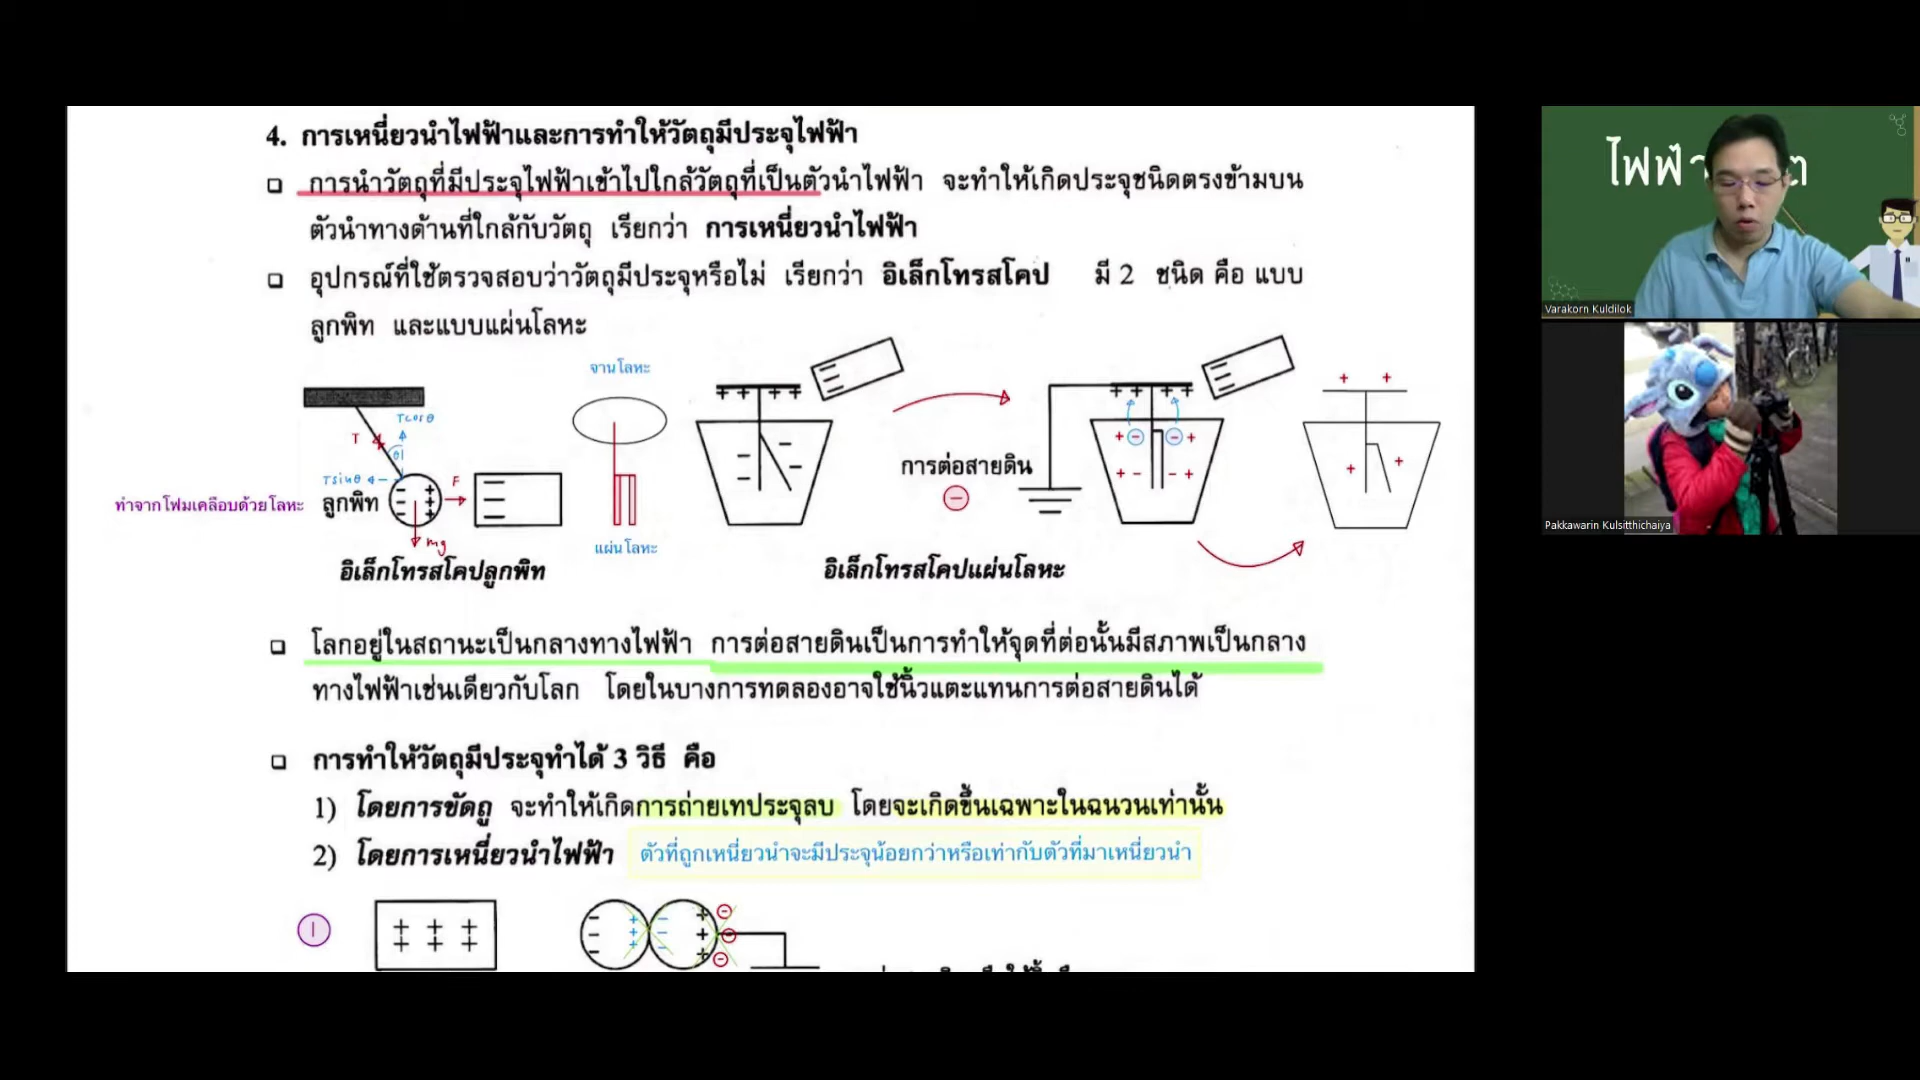 4. การเหนี่ยวนำไฟฟ้าและการทำให้วัตถุมีประจุไฟฟ้า
การนำวัตถุที่มีประจุไฟฟ้าเข้าไปใกล้วัตถุที่เป็นตัวนำไฟฟ้า จะทำให้เกิดประจุชนิดตรงข้ามบน
ตัวนำทางด้านที่ใกล้กับวัตถุ เรียกว่า การเหนี่ยวนำไฟฟ้า
อุปกรณ์ที่ใช้ตรวจสอบว่าวัตถุมีประจุหรือไม่ เรียกว่า อิเล็กโทรสโคป มี 2 ชนิด คือ แบบ
ลูกพิท และแบบแผ่นโลหะ
จานโลหะ
Tcosθ
T
θ
Tsinθ
F
การต่อสายดิน
ทำจากโฟมเคลือบด้วยโลหะ
ลูกพิท
mg
แผ่นโลหะ
อิเล็กโทรสโคปลูกพิท
อิเล็กโทรสโคปแผ่นโลหะ
โลกอยู่ในสถานะเป็นกลางทางไฟฟ้า การต่อสายดินเป็นการทำให้จุดที่ต่อนั้นมีสภาพเป็นกลาง
ทางไฟฟ้าเช่นเดียวกับโลก โดยในบางการทดลองอาจใช้นิ้วแตะแทนการต่อสายดินได้
การทำให้วัตถุมีประจุทำได้ 3 วิธี คือ
1) โดยการขัดถู จะทำให้เกิดการถ่ายเทประจุลบ โดยจะเกิดขึ้นเฉพาะในฉนวนเท่านั้น
2) โดยการเหนี่ยวนำไฟฟ้า ตัวที่ถูกเหนี่ยวนำจะมีประจุน้อยกว่าหรือเท่ากับตัวที่มาเหนี่ยวนำ
1
Varakorn Kuldilok
Pakkawarin Kulsitthichaiya